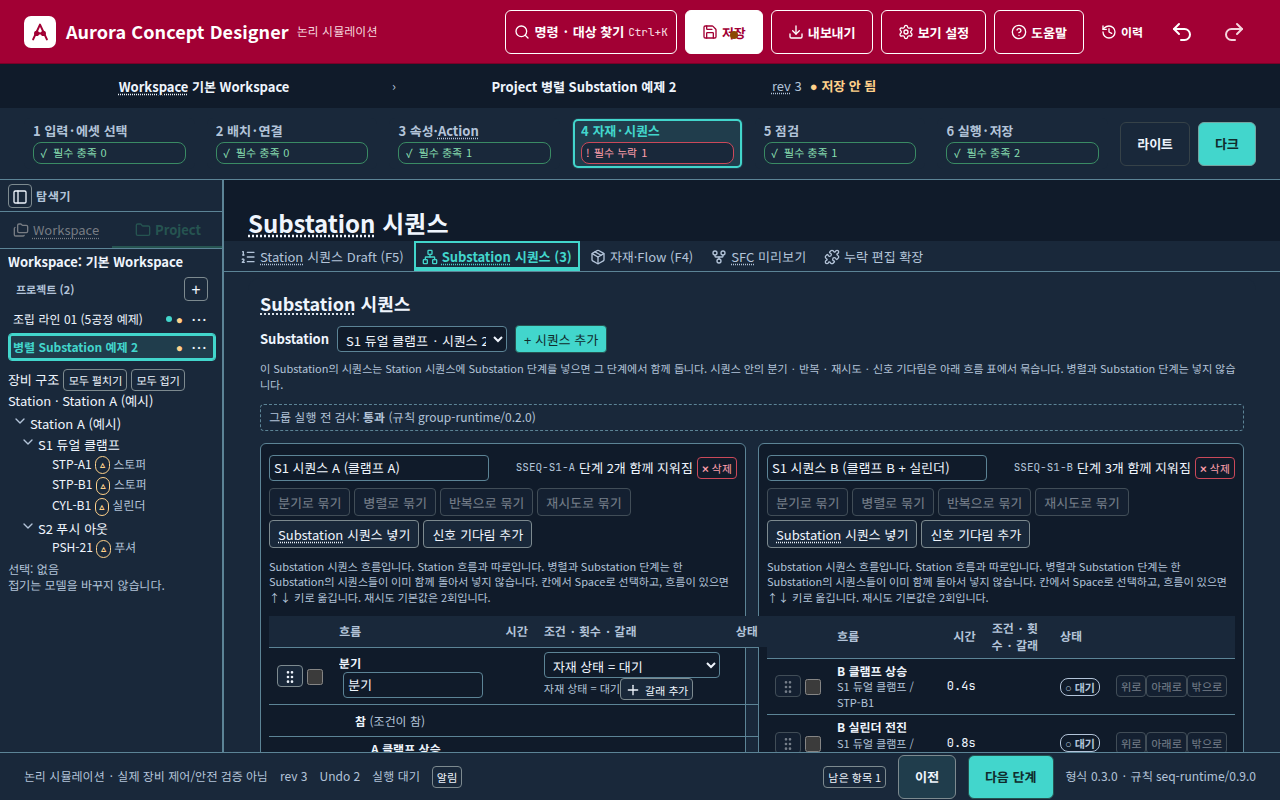 Aurora Concept Designer 논리 시뮬레이션
명령 · 대상 찾기 Ctrl+K
저장
내보내기
보기 설정
도움말
이력
Workspace 기본 Workspace
›
Project 병렬 Substation 예제 2
rev 3 ● 저장 안 됨
1 입력·에셋 선택
✓ 필수 충족 0
2 배치·연결
✓ 필수 충족 0
3 속성·Action
✓ 필수 충족 1
4 자재·시퀀스
! 필수 누락 1
5 점검
✓ 필수 충족 1
6 실행·저장
✓ 필수 충족 2
라이트
다크
탐색기
Workspace
Project
Workspace: 기본 Workspace
프로젝트 (2)
+
조립 라인 01 (5공정 예제)
병렬 Substation 예제 2
장비 구조 모두 펼치기 모두 접기
Station · Station A (예시)
Station A (예시)
S1 듀얼 클램프
STP-A1 스토퍼
STP-B1 스토퍼
CYL-B1 실린더
S2 푸시 아웃
PSH-21 푸셔
선택: 없음
접기는 모델을 바꾸지 않습니다.
Substation 시퀀스
Station 시퀀스 Draft (F5)
Substation 시퀀스 (3)
자재·Flow (F4)
SFC 미리보기
누락 편집 확장
Substation 시퀀스
Substation S1 듀얼 클램프 · 시퀀스 2 + 시퀀스 추가
이 Substation의 시퀀스는 Station 시퀀스에 Substation 단계를 넣으면 그 단계에서 함께 돕니다. 시퀀스 안의 분기 · 반복 · 재시도 · 신호 기다림은 아래 흐름 표에서 묶습니다. 병렬과 Substation 단계는 넣지 않습
니다.
그룹 실행 전 검사: 통과 (규칙 group-runtime/0.2.0)
S1 시퀀스 A (클램프 A)
SSEQ-S1-A 단계 2개 함께 지워짐 × 삭제
분기로 묶기 병렬로 묶기 반복으로 묶기 재시도로 묶기
Substation 시퀀스 넣기 신호 기다림 추가
Substation 시퀀스 흐름입니다. Station 흐름과 따로입니다. 병렬과 Substation 단계는 한
Substation의 시퀀스들이 이미 함께 돌아서 넣지 않습니다. 칸에서 Space로 선택하고, 흐름이 있으면
↑↓ 키로 옮깁니다. 재시도 기본값은 2회입니다.
흐름 시간 조건 · 횟수 · 갈래 상태
분기
분기
자재 상태 = 대기
자재 상태 = 대기 + 갈래 추가
참 (조건이 참)
A 클램프 상승
S1 시퀀스 B (클램프 B + 실린더)
SSEQ-S1-B 단계 3개 함께 지워짐 × 삭제
분기로 묶기 병렬로 묶기 반복으로 묶기 재시도로 묶기
Substation 시퀀스 넣기 신호 기다림 추가
Substation 시퀀스 흐름입니다. Station 흐름과 따로입니다. 병렬과 Substation 단계는 한
Substation의 시퀀스들이 이미 함께 돌아서 넣지 않습니다. 칸에서 Space로 선택하고, 흐름이 있으면
↑↓ 키로 옮깁니다. 재시도 기본값은 2회입니다.
흐름 시간 조건 · 횟
수 · 갈래 상태
B 클램프 상승
S1 듀얼 클램프 /
STP-B1
0.4s
○ 대기
위로 아래로 밖으로
B 실린더 전진
S1 듀얼 클램프 /
0.8s
○ 대기
위로 아래로 밖으로
논리 시뮬레이션 · 실제 장비 제어/안전 검증 아님 rev 3 Undo 2 실행 대기 알림
남은 항목 1
이전
다음 단계
형식 0.3.0 · 규칙 seq-runtime/0.9.0